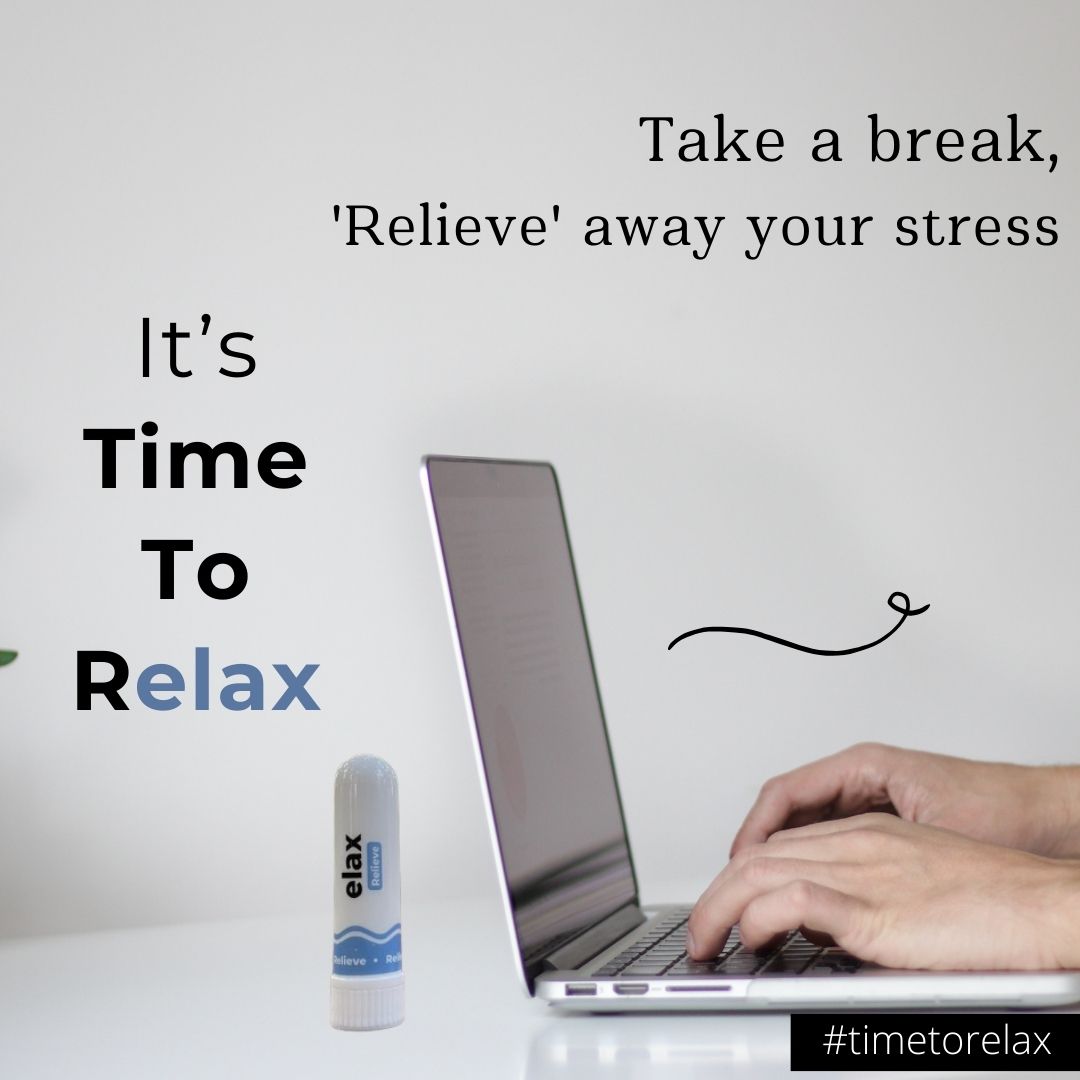 Take a break,
'Relieve' away your stress
It's
Time
To
Relax
elax
Relieve
Relieve •
#timetorelax